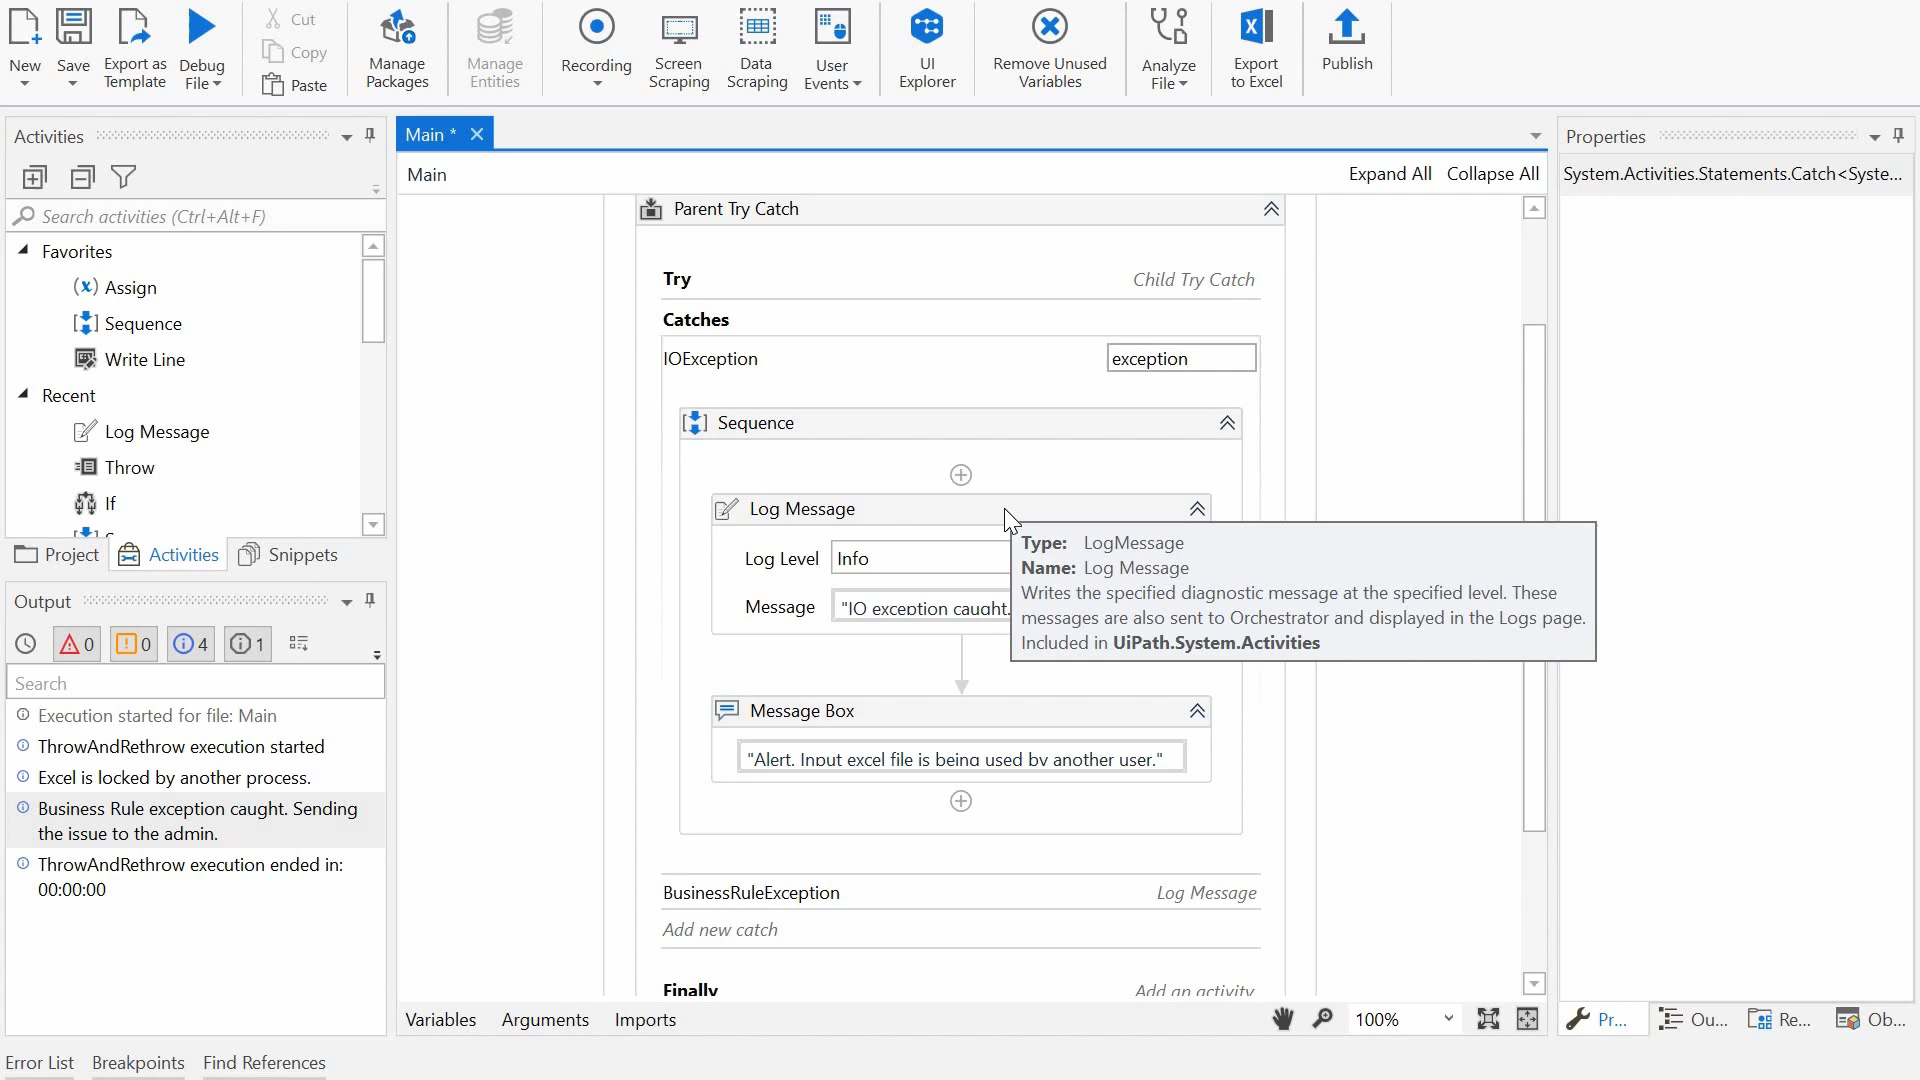 New
Save
Export as
Template
Debug
File
Cut
Copy
Paste
Manage
Packages
Manage
Entities
Recording
Screen
Scraping
Data
Scraping
User
Events
UI
Explorer
Remove Unused
Variables
Analyze
File
Export
to Excel
Publish
Activities
Search activities (Ctrl+Alt+F)
Favorites
Assign
Sequence
Write Line
Recent
Log Message
Throw
If
Project
Activities
Snippets
Output
0
0
4
1
Search
Execution started for file: Main
ThrowAndRethrow execution started
Excel is locked by another process.
Business Rule exception caught. Sending
the issue to the admin.
ThrowAndRethrow execution ended in:
00:00:00
Main *
Main
Expand All
Collapse All
Parent Try Catch
Try
Child Try Catch
Catches
IOException
exception
Sequence
Log Message
Log Level
Info
Message
"IO exception caught.
Type: LogMessage
Name: Log Message
Writes the specified diagnostic message at the specified level. These
messages are also sent to Orchestrator and displayed in the Logs page.
Included in UiPath.System.Activities
Message Box
"Alert. Input excel file is being used by another user."
BusinessRuleException
Log Message
Add new catch
Finally
Add an activity
Variables
Arguments
Imports
100%
Properties
System.Activities.Statements.Catch<Syste...
Pr...
Ou...
Re...
Ob...
Error List
Breakpoints
Find References